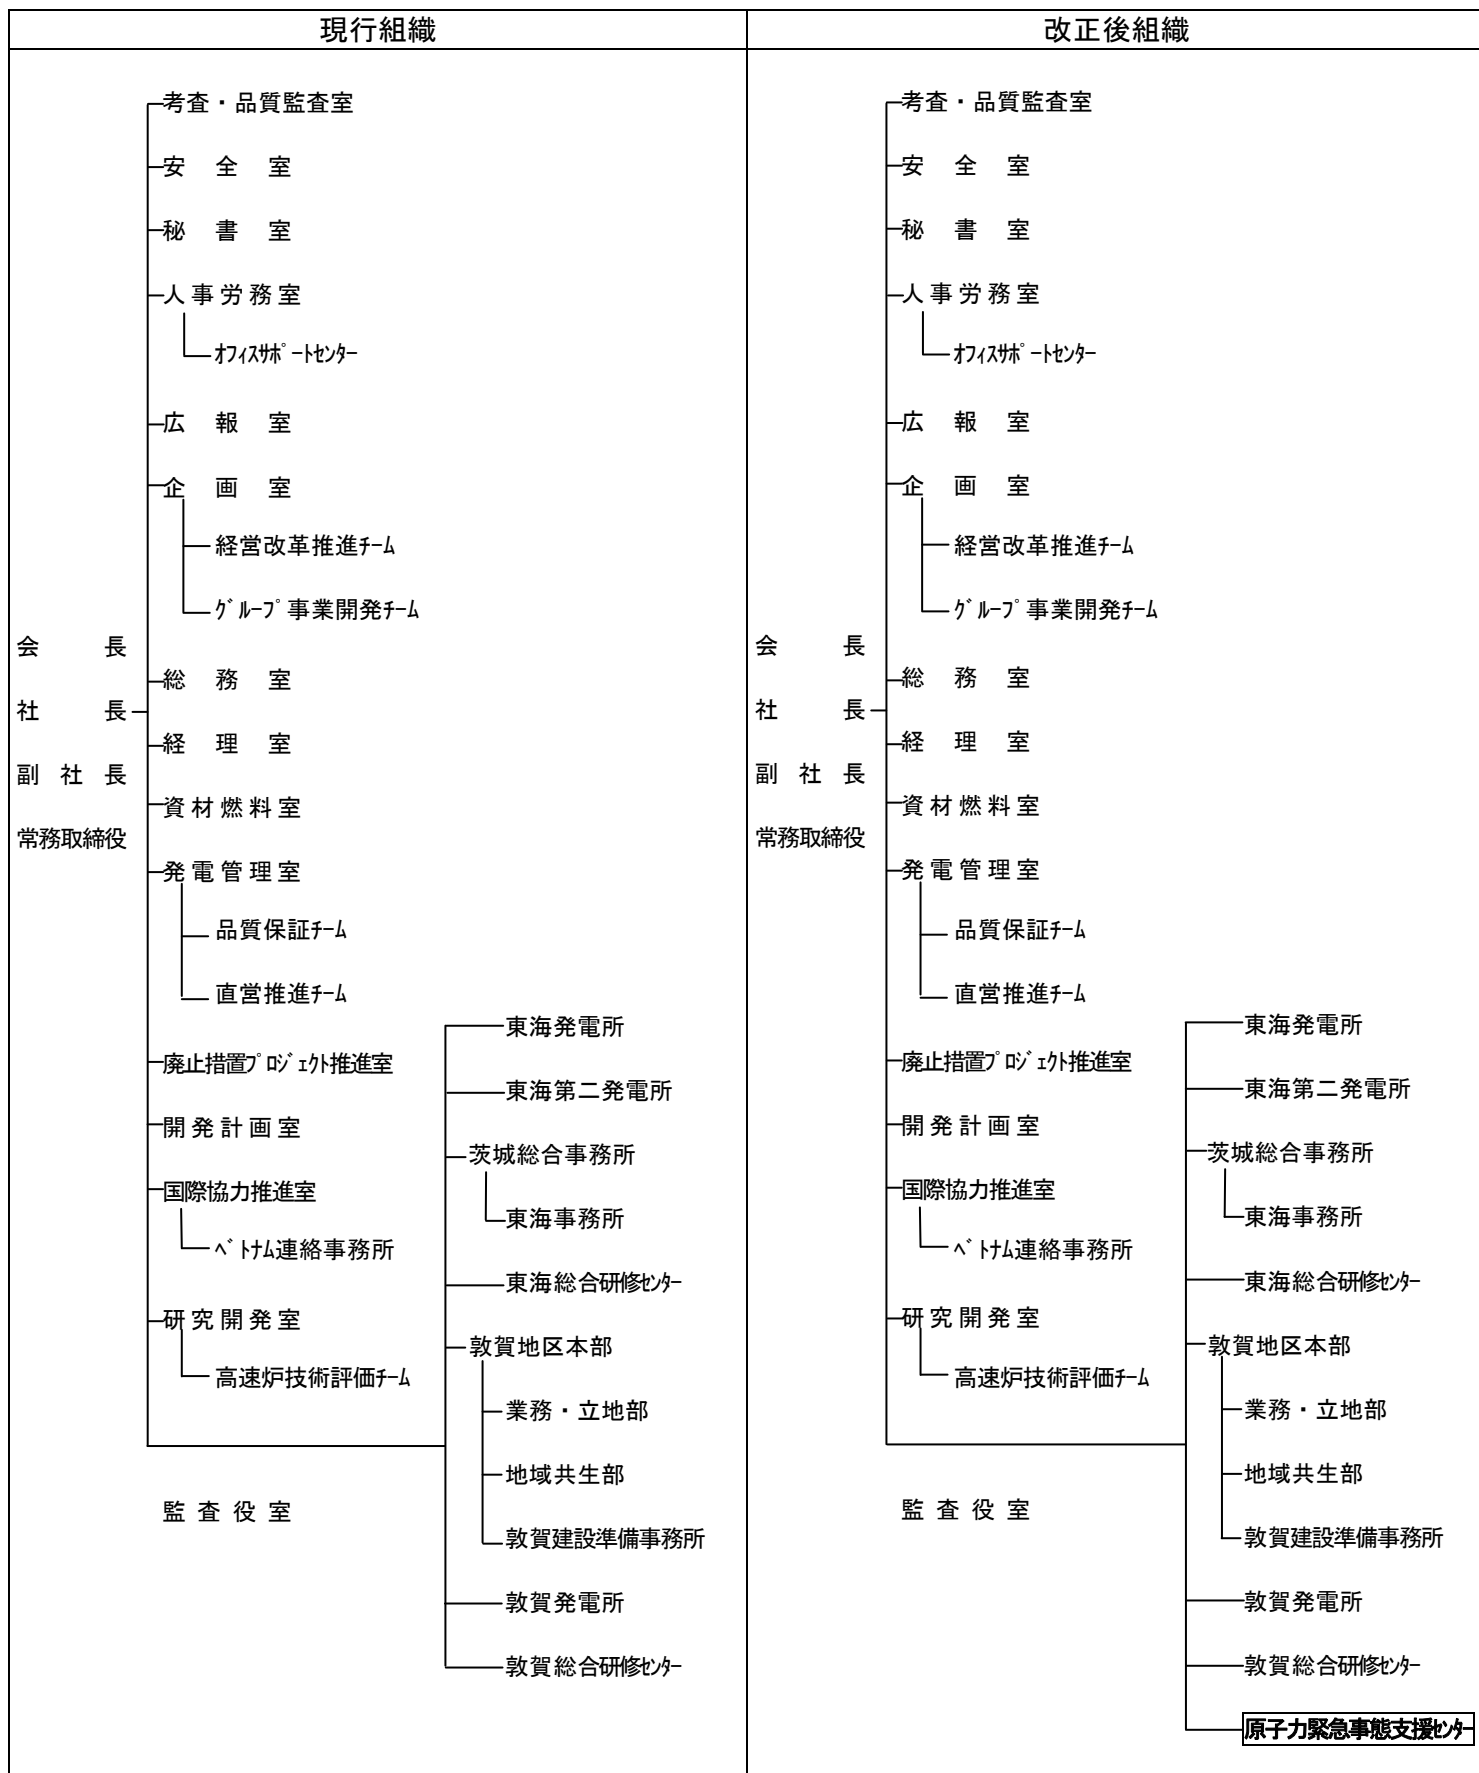 現行組織
考査・品質監査室
安全室
秘書室
人事労務室
ｵﾌｨｽｻﾎﾟｰﾄｾﾝﾀｰ
広報室
企画室
経営改革推進ﾁｰﾑ
ｸﾞﾙｰﾌﾟ事業開発ﾁｰﾑ
会長
社長
副社長
常務取締役
総務室
経理室
資材燃料室
発電管理室
品質保証ﾁｰﾑ
直営推進ﾁｰﾑ
廃止措置ﾌﾟﾛｼﾞｪｸﾄ推進室
開発計画室
国際協力推進室
ﾍﾞﾄﾅﾑ連絡事務所
研究開発室
高速炉技術評価ﾁｰﾑ
監査役室
東海発電所
東海第二発電所
茨城総合事務所
東海事務所
東海総合研修ｾﾝﾀｰ
敦賀地区本部
業務・立地部
地域共生部
敦賀建設準備事務所
敦賀発電所
敦賀総合研修ｾﾝﾀｰ
改正後組織
考査・品質監査室
安全室
秘書室
人事労務室
ｵﾌｨｽｻﾎﾟｰﾄｾﾝﾀｰ
広報室
企画室
経営改革推進ﾁｰﾑ
ｸﾞﾙｰﾌﾟ事業開発ﾁｰﾑ
会長
社長
副社長
常務取締役
総務室
経理室
資材燃料室
発電管理室
品質保証ﾁｰﾑ
直営推進ﾁｰﾑ
廃止措置ﾌﾟﾛｼﾞｪｸﾄ推進室
開発計画室
国際協力推進室
ﾍﾞﾄﾅﾑ連絡事務所
研究開発室
高速炉技術評価ﾁｰﾑ
監査役室
東海発電所
東海第二発電所
茨城総合事務所
東海事務所
東海総合研修ｾﾝﾀｰ
敦賀地区本部
業務・立地部
地域共生部
敦賀建設準備事務所
敦賀発電所
敦賀総合研修ｾﾝﾀｰ
原子力緊急事態支援ｾﾝﾀｰ